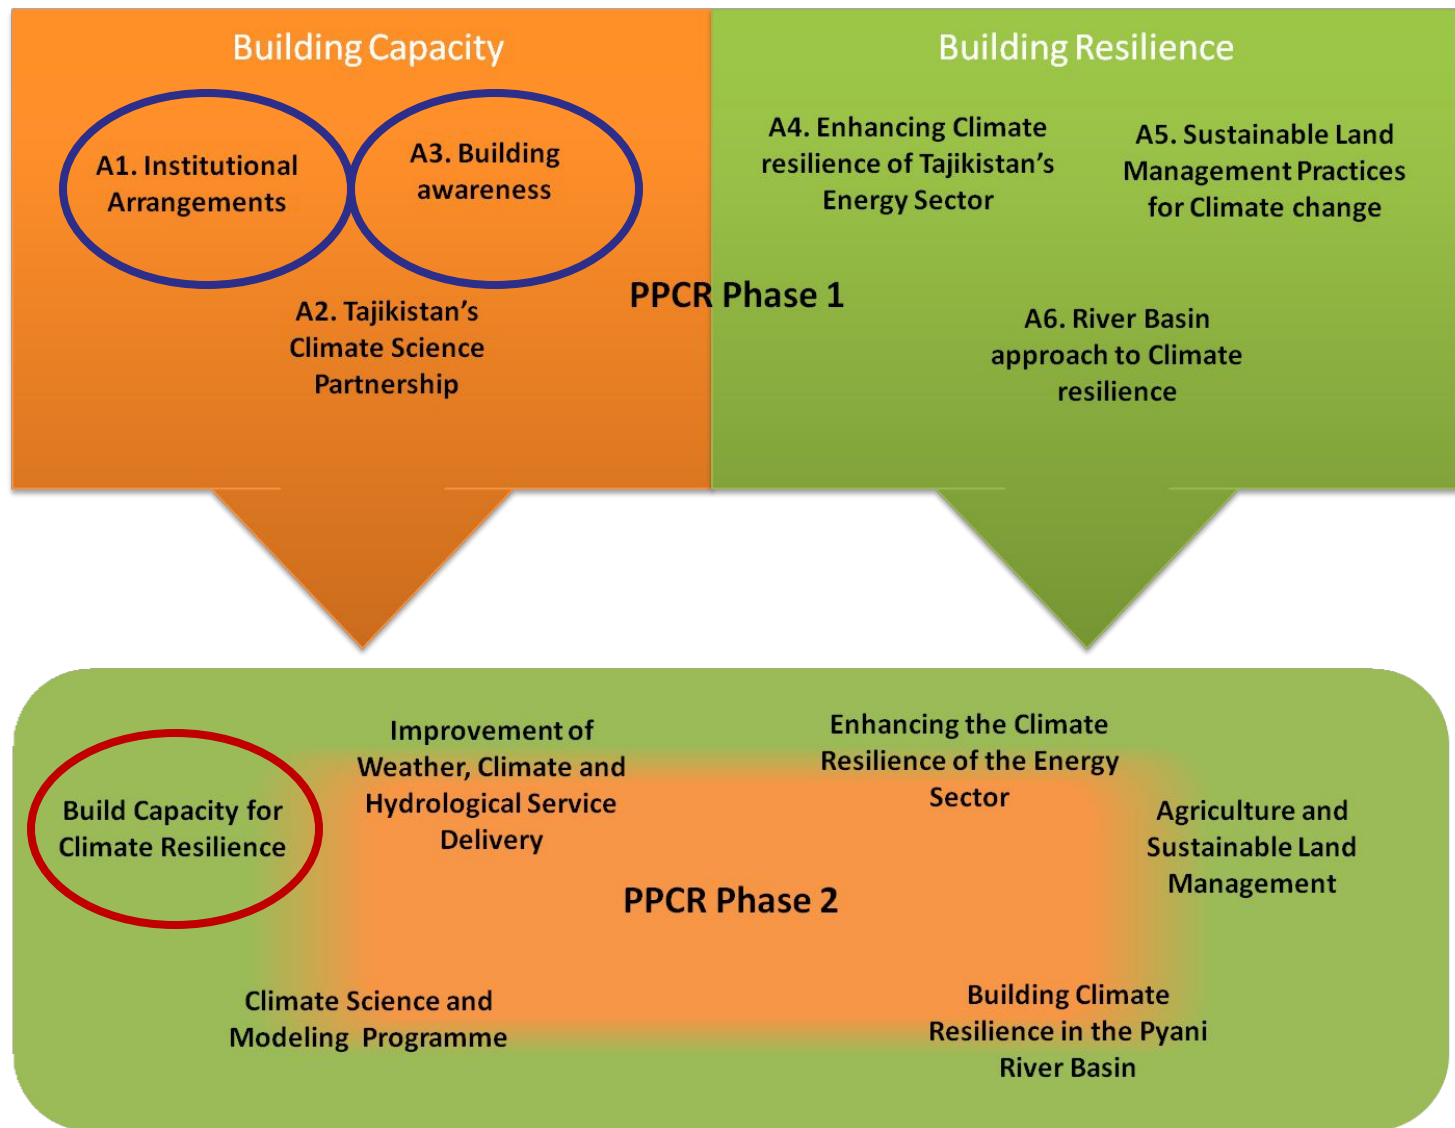 Building Capacity
A1. Institutional
Arrangements
A3. Building
awareness
A2. Tajikistan's
Climate Science
Partnership
Building Resilience
A4. Enhancing Climate
resilience of Tajikistan's
Energy Sector
A5. Sustainable Land
Management Practices
for Climate change
A6. River Basin
approach to Climate
resilience
PPCR Phase 1
Build Capacity for
Climate Resilience
Improvement of
Weather, Climate and
Hydrological Service
Delivery
Enhancing the Climate
Resilience of the Energy
Sector
Agriculture and
Sustainable Land
Management
PPCR Phase 2
Climate Science and
Modeling Programme
Building Climate
Resilience in the Pyani
River Basin